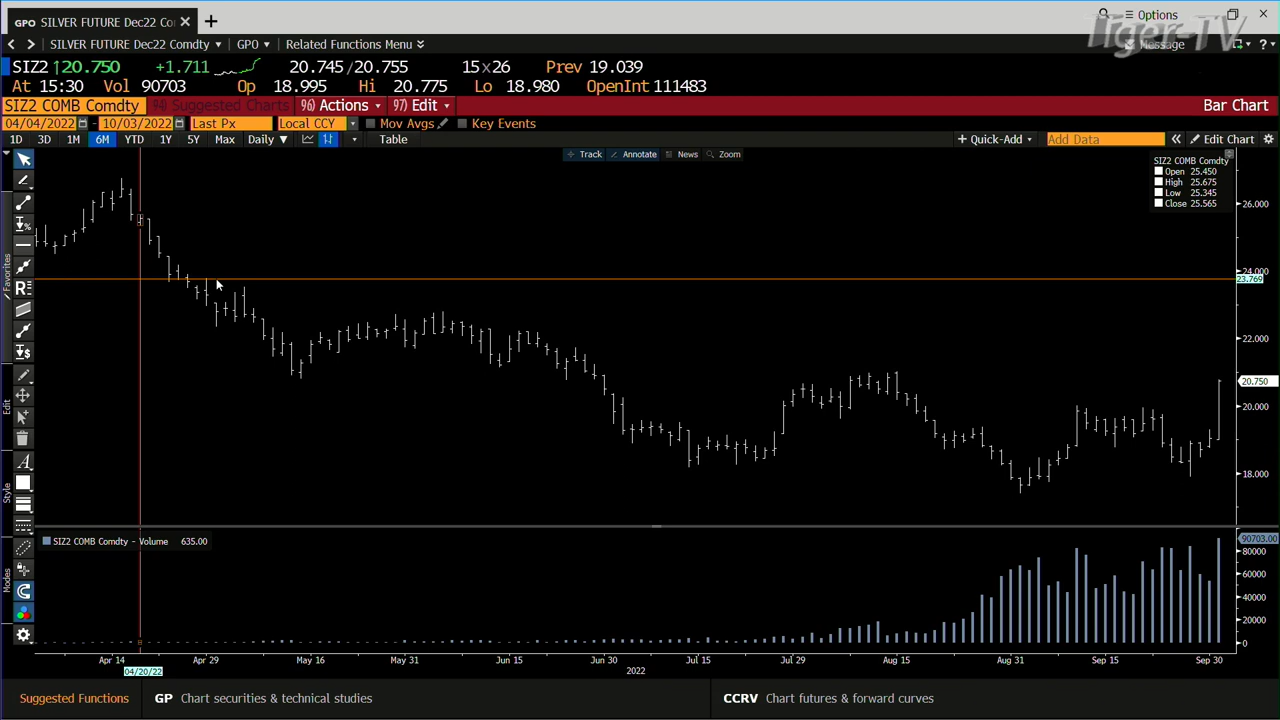 GPO SILVER FUTURE Dec22 Co
Options
Tiger-TV
SILVER FUTURE Dec22 Comdty GPO Related Functions Menu Message
SIZ2 ↑20.750 +1.711 20.745/20.755 15×26 Prev 19.039
At 15:30 Vol 90703 Op 18.995 Hi 20.775 Lo 18.980 OpenInt 111483
SIZ2 COMB Comdty 94) Suggested Charts 96) Actions 97) Edit Bar Chart
04/04/2022 - 10/03/2022 Last Px Local CCY Mov Avgs Key Events
1D 3D 1M 6M YTD 1Y 5Y Max Daily Table + Quick-Add Add Data « Edit Chart
Track Annotate News Zoom
SIZ2 COMB Comdty
Open 25.450
High 25.675
Low 25.345
Close 25.565
26.000
24.000
23.769
22.000
20.750
20.000
18.000
Favorites
Edit
Style
Modes
SIZ2 COMB Comdty - Volume 635.00
90703.00
80000
60000
40000
20000
0
Apr 14 Apr 29 May 16 May 31 Jun 15 Jun 30 Jul 15 Jul 29 Aug 15 Aug 31 Sep 15 Sep 30
04/20/22 2022
Suggested Functions GP Chart securities & technical studies CCRV Chart futures & forward curves